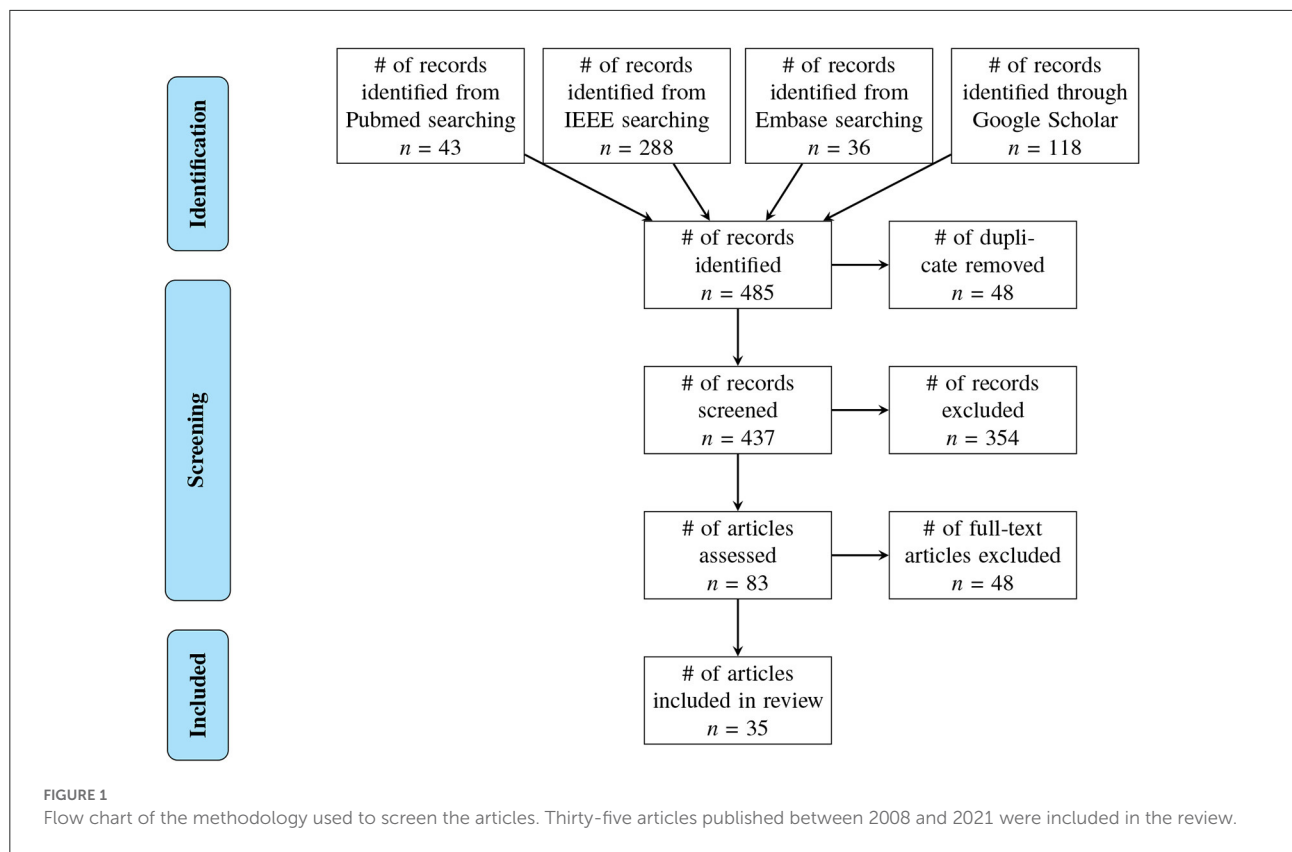 Identification
# of records
identified from
Pubmed searching
n = 43
# of records
identified from
IEEE searching
n = 288
# of records
identified from
Embase searching
n = 36
# of records
identified through
Google Scholar
n = 118
# of records
identified
n = 485
# of dupli-
cate removed
n = 48
Screening
# of records
screened
n = 437
# of records
excluded
n = 354
# of articles
assessed
n = 83
# of full-text
articles excluded
n = 48
Included
# of articles
included in review
n = 35
FIGURE 1
Flow chart of the methodology used to screen the articles. Thirty-five articles published between 2008 and 2021 were included in the review.